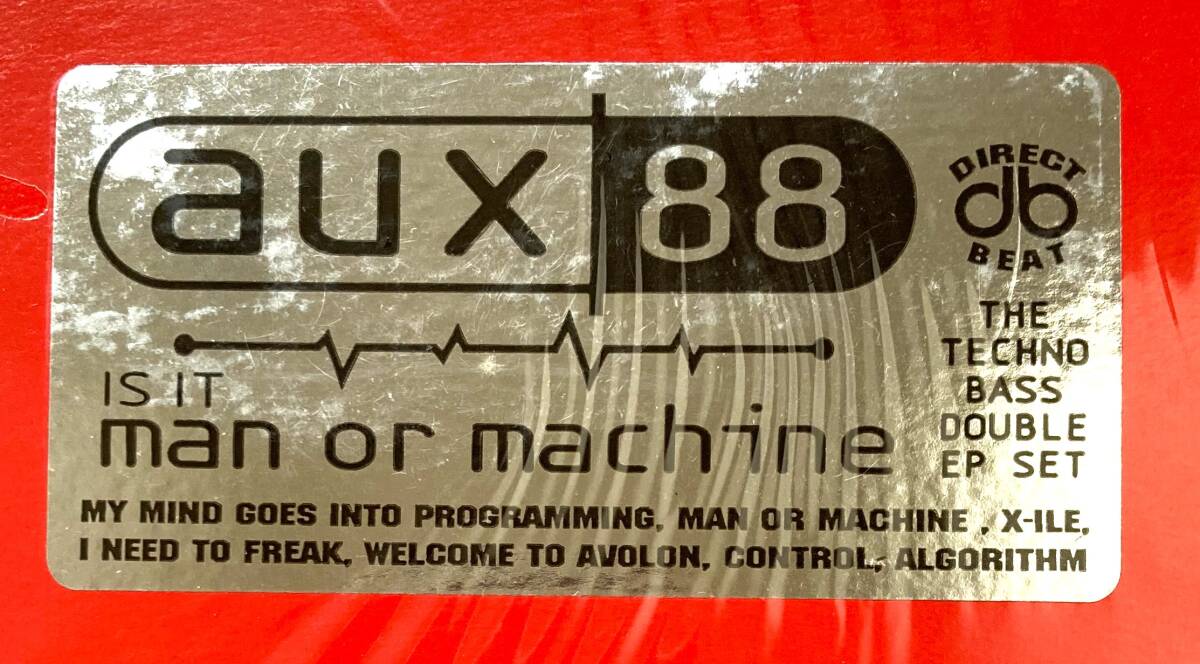 aux 88
DIRECT
db
BEAT
IS IT
man or machine
THE
TECHNO
BASS
DOUBLE
EP SET
MY MIND GOES INTO PROGRAMMING, MAN OR MACHINE , X-ILE,
I NEED TO FREAK, WELCOME TO AVOLON, CONTROL, ALGORITHM